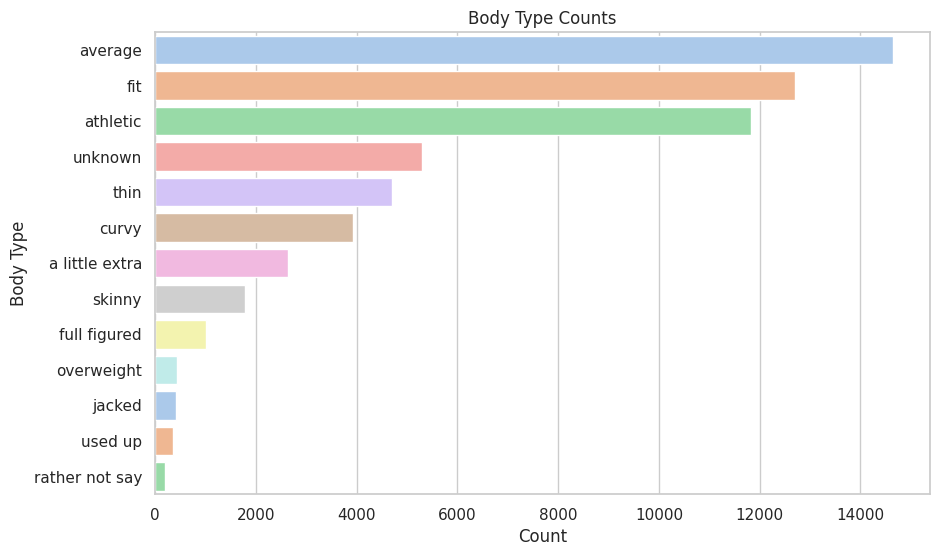 Body Type Counts
average
fit
athletic
unknown
thin
curvy
a little extra
skinny
full figured
overweight
jacked
used up
rather not say
Body Type
0 2000 4000 6000 8000 10000 12000 14000
Count